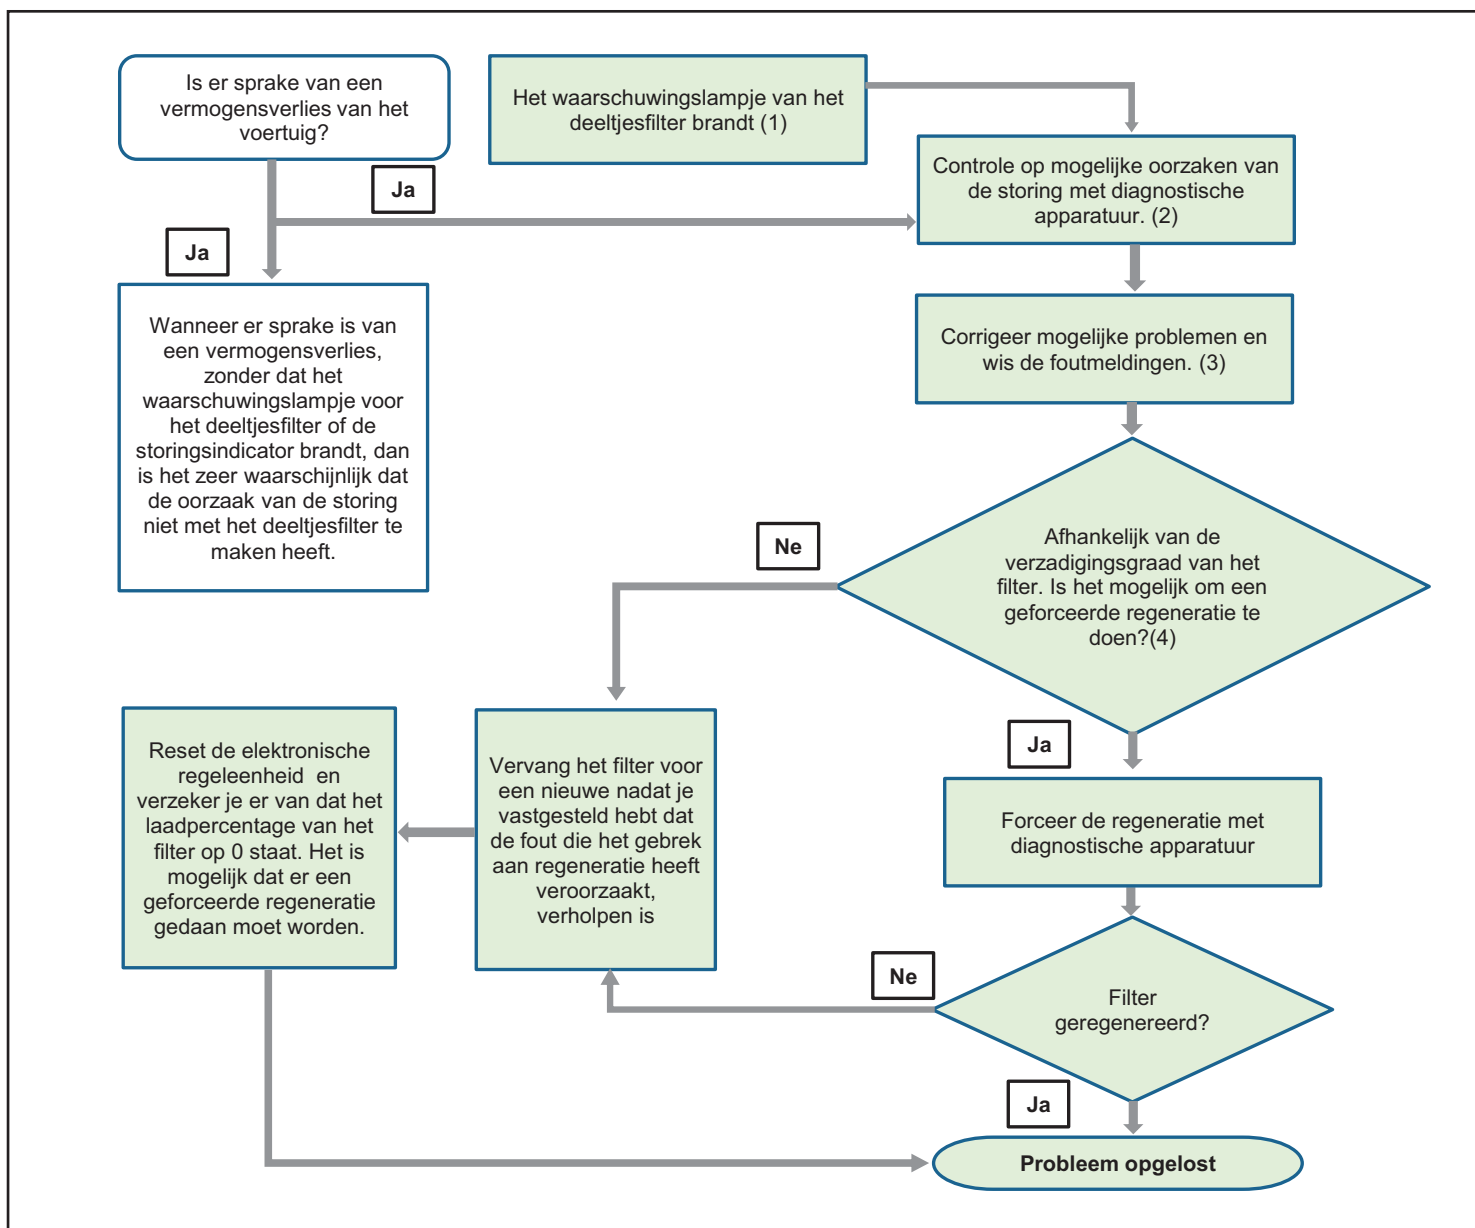 Is er sprake van een
vermogensverlies van het
voertuig?
Het waarschuwingslampje van het
deeltjesfilter brandt (1)
Ja
Controle op mogelijke oorzaken van
de storing met diagnostische
apparatuur. (2)
Ja
Wanneer er sprake is van
een vermogensverlies,
zonder dat het
waarschuwingslampje voor
het deeltjesfilter of de
storingsindicator brandt, dan
is het zeer waarschijnlijk dat
de oorzaak van de storing
niet met het deeltjesfilter te
maken heeft.
Corrigeer mogelijke problemen en
wis de foutmeldingen. (3)
Ne
Afhankelijk van de
verzadigingsgraad van het
filter. Is het mogelijk om een
geforceerde regeneratie te
doen?(4)
Ja
Reset de elektronische
regeleenheid en
verzeker je er van dat het
laadpercentage van het
filter op 0 staat. Het is
mogelijk dat er een
geforceerde regeneratie
gedaan moet worden.
Vervang het filter voor
een nieuwe nadat je
vastgesteld hebt dat
de fout die het gebrek
aan regeneratie heeft
veroorzaakt,
verholpen is
Forceer de regeneratie met
diagnostische apparatuur
Ne
Filter
geregenereerd?
Ja
Probleem opgelost